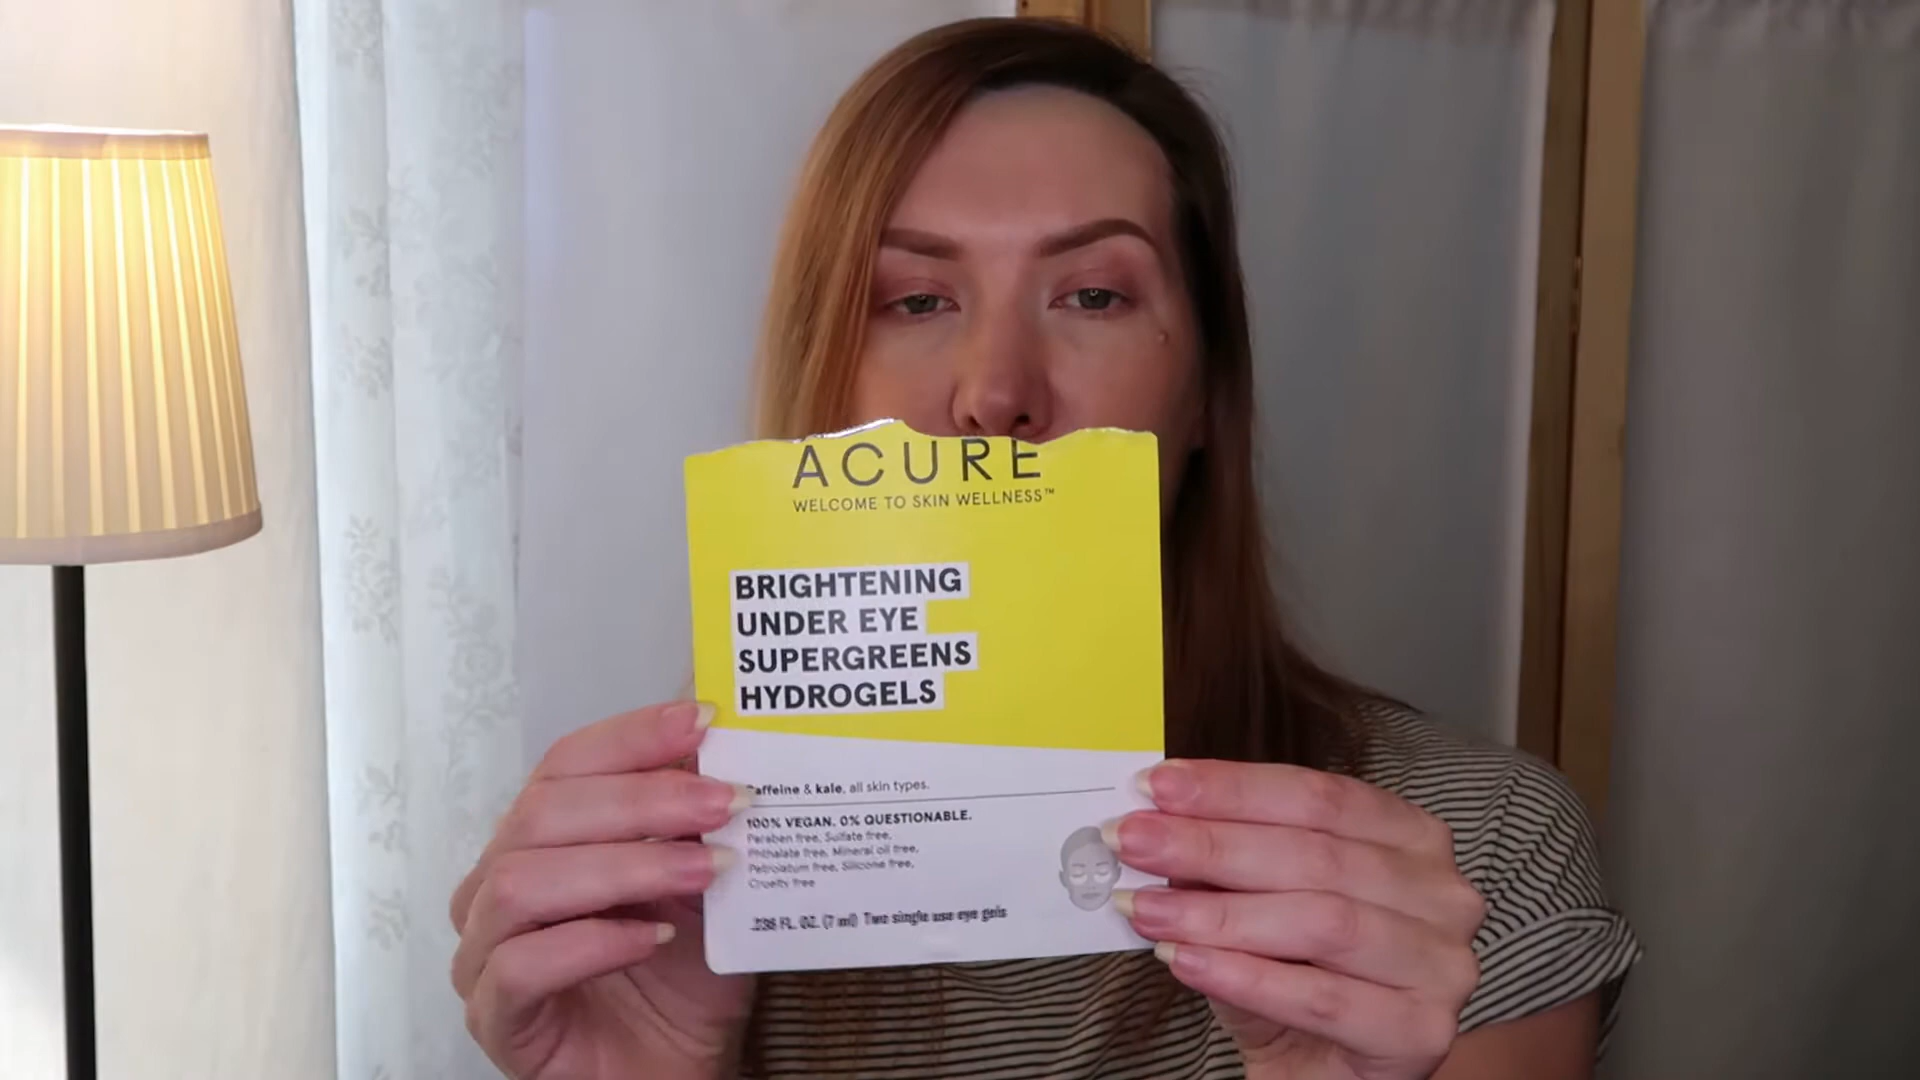 ACURE
WELCOME TO SKIN WELLNESS™
BRIGHTENING
UNDER EYE
SUPERGREENS
HYDROGELS
Caffeine & kale, all skin types.
100% VEGAN. 0% QUESTIONABLE.
Paraben free, Sulfate free,
Phthalate free, Mineral oil free,
Petrolatum free, Silicone free,
Cruelty free
FL. OZ. (7 ml) Two single use eye gels